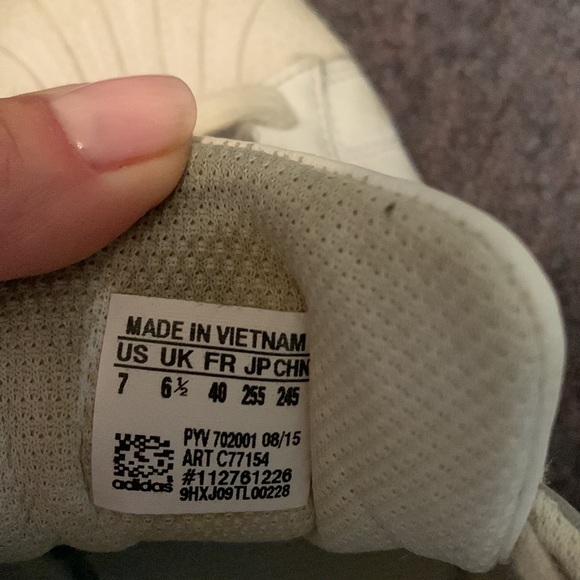 MADE IN VIETNAM
US UK FR JP CHN
7 6½ 40 255 245
PYV 702001 08/15
ART C77154
#112761226
adidas 9HXJ09TL00228